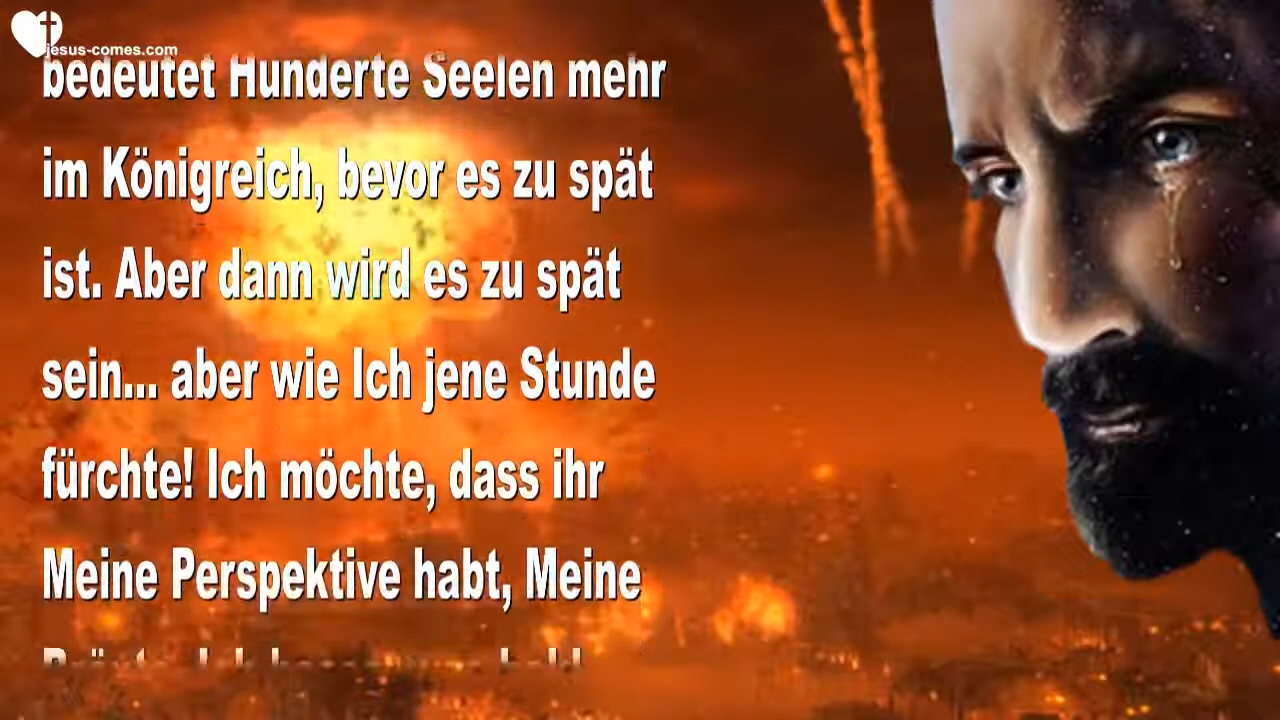 jesus-comes.com
bedeutet Hunderte Seelen mehr
im Königreich, bevor es zu spät
ist. Aber dann wird es zu spät
sein... aber wie Ich jene Stunde
fürchte! Ich möchte, dass ihr
Meine Perspektive habt, Meine